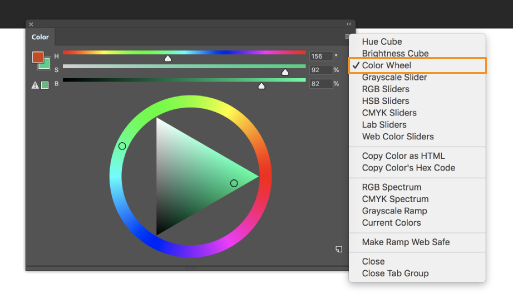 Color
H 156 °
S 92 %
B 82 %
Hue Cube
Brightness Cube
✓ Color Wheel
Grayscale Slider
RGB Sliders
HSB Sliders
CMYK Sliders
Lab Sliders
Web Color Sliders
Copy Color as HTML
Copy Color's Hex Code
RGB Spectrum
CMYK Spectrum
Grayscale Ramp
Current Colors
Make Ramp Web Safe
Close
Close Tab Group